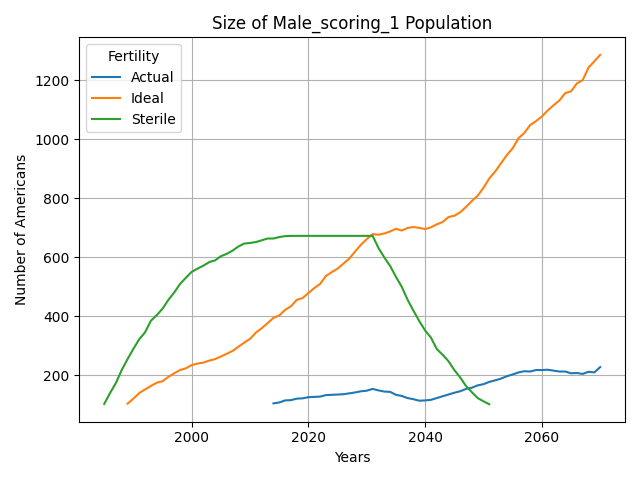 Size of Male_scoring_1 Population
Fertility
Actual
Ideal
Sterile
Number of Americans
1200
1000
800
600
400
200
2000
2020
2040
2060
Years